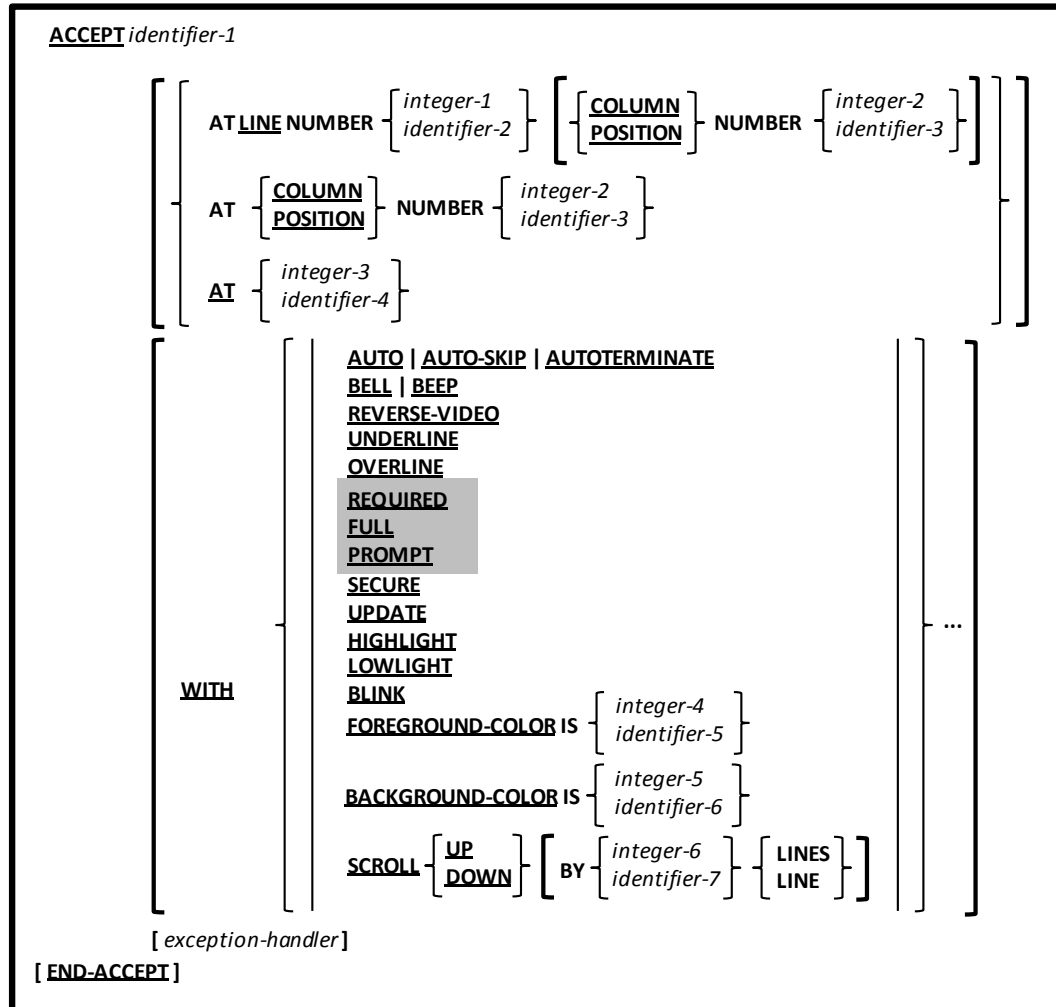 ACCEPT identifier-1
AT LINE NUMBER integer-1 identifier-2 COLUMN POSITION NUMBER integer-2 identifier-3
AT COLUMN POSITION NUMBER integer-2 identifier-3
AT integer-3 identifier-4
AUTO | AUTO-SKIP | AUTOTERMINATE
BELL | BEEP
REVERSE-VIDEO
UNDERLINE
OVERLINE
REQUIRED
FULL
PROMPT
SECURE
UPDATE
HIGHLIGHT
LOWLIGHT
WITH BLINK ...
FOREGROUND-COLOR IS integer-4 identifier-5
BACKGROUND-COLOR IS integer-5 identifier-6
SCROLL UP DOWN BY integer-6 identifier-7 LINES LINE
[ exception-handler ]
[ END-ACCEPT ]